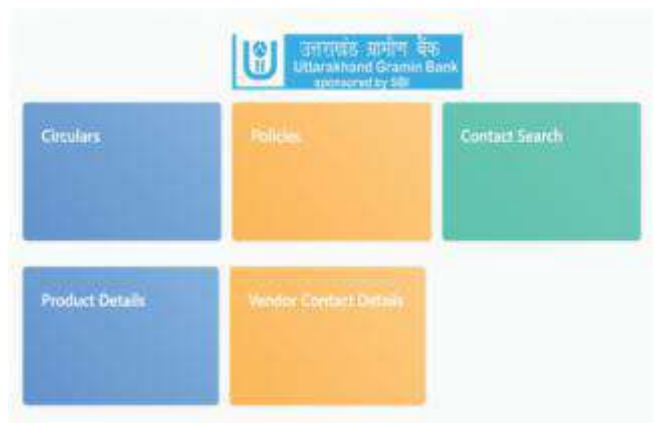 उत्तराखंड ग्रामीण बैंक
Uttarakhand Gramin Bank
sponsored by SBI
Circulars
Policies
Contact Search
Product Details
Vendor Contact Details